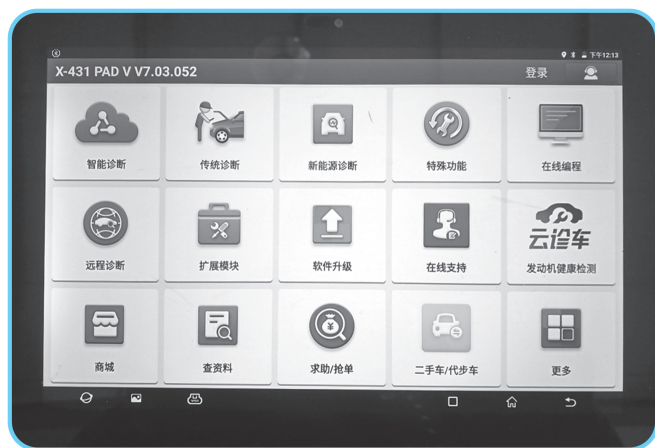 下午12:13
X-431 PAD V V7.03.052
登录
智能诊断
传统诊断
新能源诊断
特殊功能
在线编程
远程诊断
扩展模块
软件升级
在线支持
云诊车
发动机健康检测
商城
查资料
求助/抢单
二手车/代步车
更多